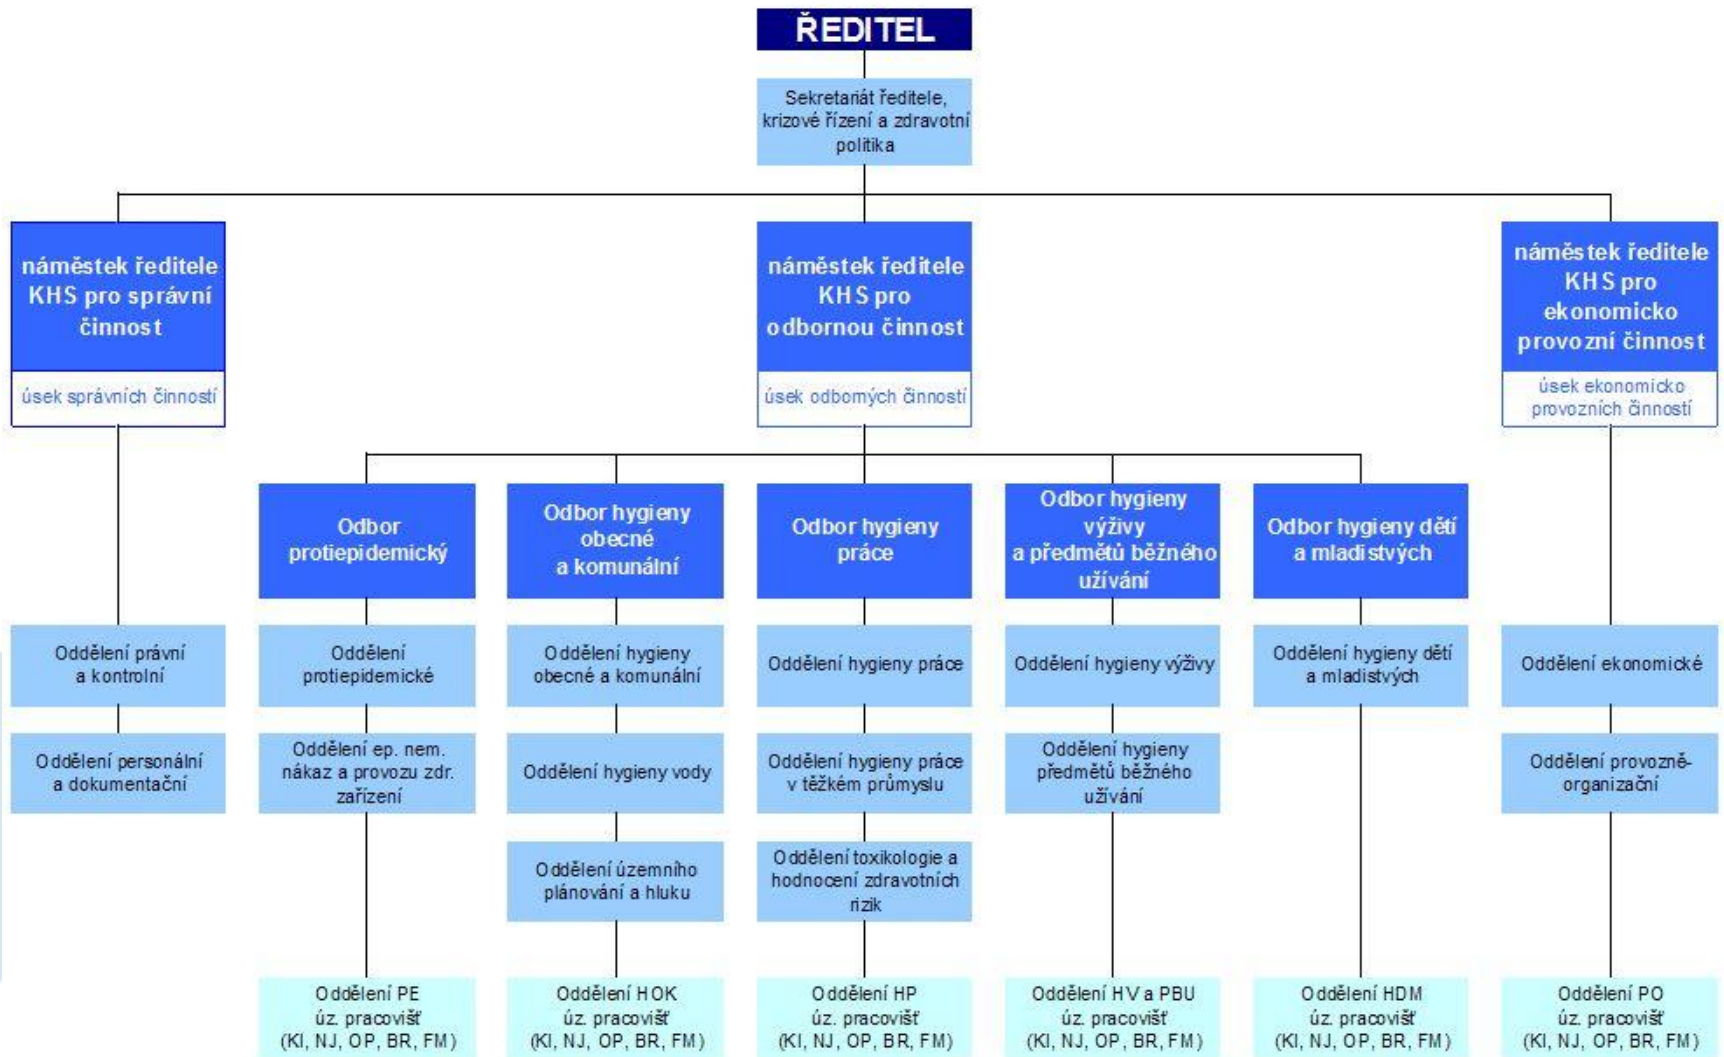 ŘEDITEL
Sekretariát ředitele,
krizové řízení a zdravotní
politika
náměstek ředitele
KHS pro správní
činnost
úsek správních činností
náměstek ředitele
KHS pro
odbornou činnost
úsek odborných činností
náměstek ředitele
KHS pro
ekonomicko
provozní činnost
úsek ekonomicko
provozních činností
Odbor
protiepidemický
Odbor hygieny
obecné
a komunální
Odbor hygieny
práce
Odbor hygieny
výživy
a předmětů běžného
užívání
Odbor hygieny dětí
a mladistvých
Oddělení právní
a kontrolní
Oddělení
protiepidemické
Oddělení hygieny
obecné a komunální
Oddělení hygieny práce
Oddělení hygieny výživy
Oddělení hygieny dětí
a mladistvých
Oddělení ekonomické
Oddělení personální
a dokumentační
Oddělení ep. nem.
nákaz a provozu zdr.
zařízení
Oddělení hygieny vody
Oddělení hygieny práce
v těžkém průmyslu
Oddělení hygieny
předmětů běžného
užívání
Oddělení provozně-
organizační
Oddělení územního
plánování a hluku
Oddělení toxikologie a
hodnocení zdravotních
rizik
Oddělení PE
úz. pracovišť
(KI, NJ, OP, BR, FM)
Oddělení HOK
úz. pracovišť
(KI, NJ, OP, BR, FM)
Oddělení HP
úz. pracovišť
(KI, NJ, OP, BR, FM)
Oddělení HV a PBU
úz. pracovišť
(KI, NJ, OP, BR, FM)
Oddělení HDM
úz. pracovišť
(KI, NJ, OP, BR, FM)
Oddělení PO
úz. pracovišť
(KI, NJ, OP, BR, FM)